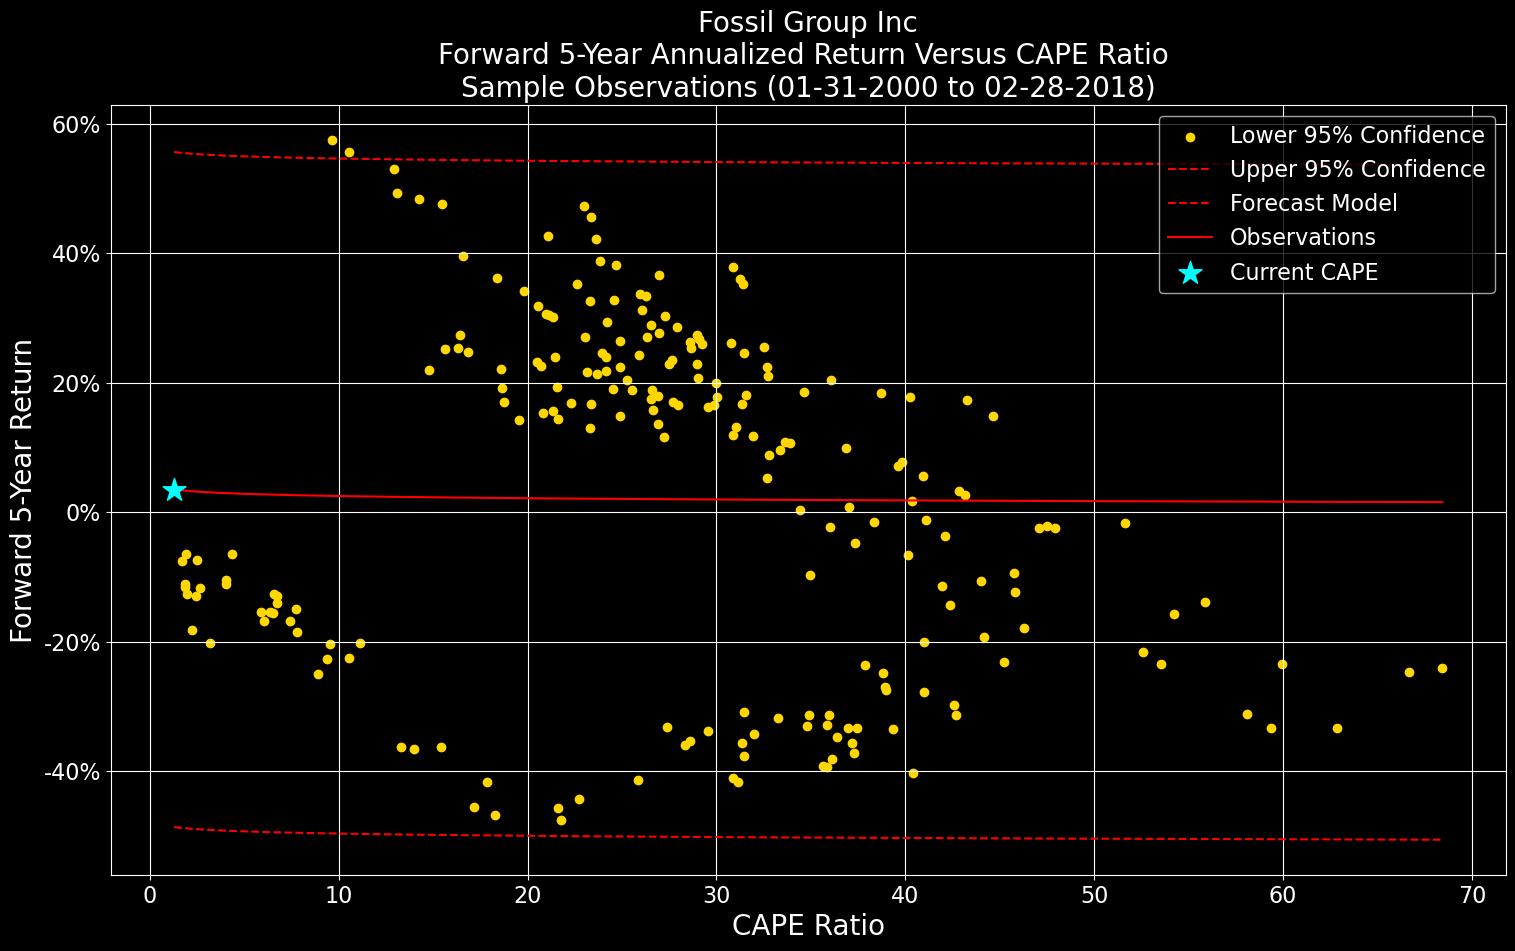 Fossil Group Inc
Forward 5-Year Annualized Return Versus CAPE Ratio
Sample Observations (01-31-2000 to 02-28-2018)
Forward 5-Year Return
60%
40%
20%
0%
-20%
-40%
Lower 95% Confidence
Upper 95% Confidence
Forecast Model
Observations
Current CAPE
0 10 20 30 40 50 60 70
CAPE Ratio